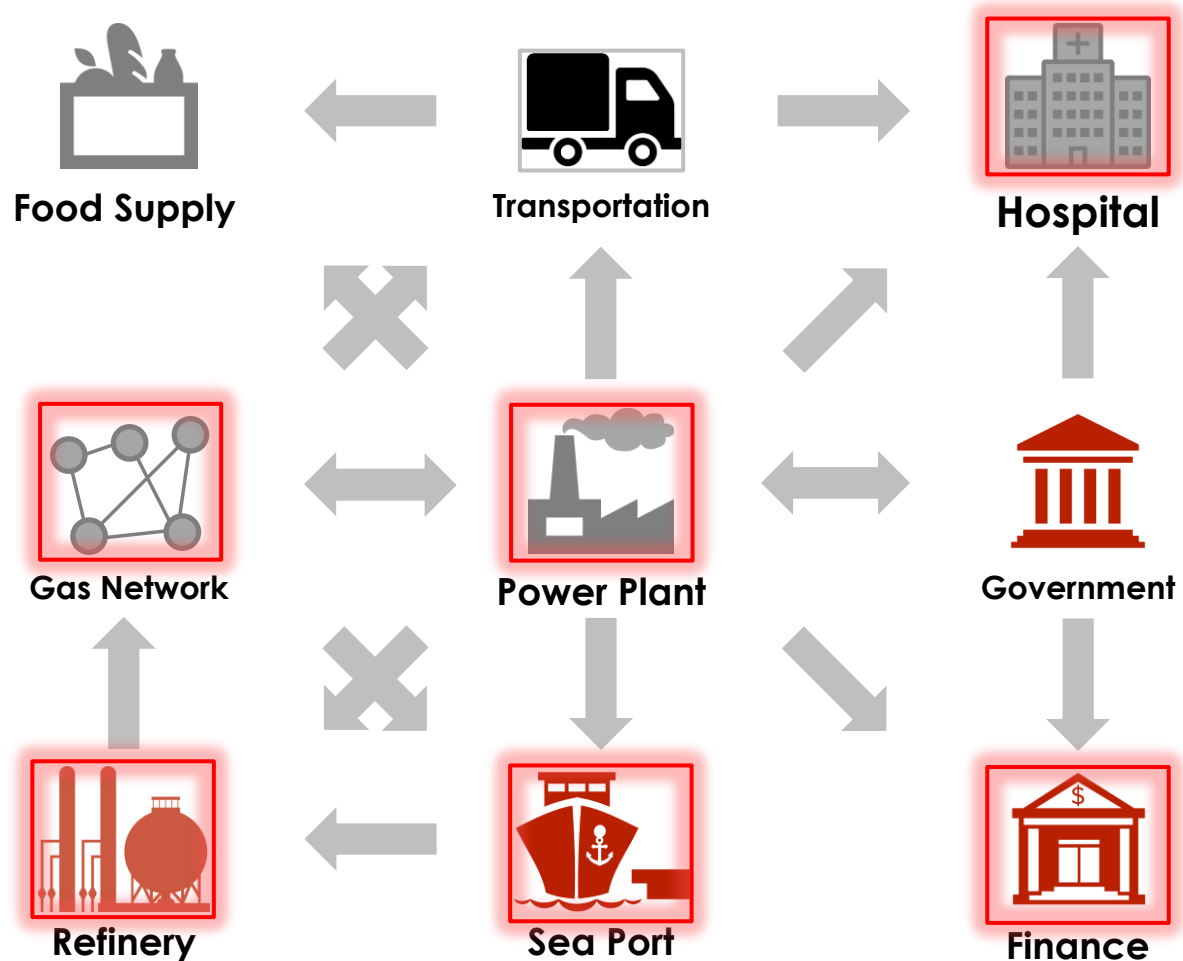 Food Supply
Transportation
Hospital
Gas Network
Power Plant
Government
$
Refinery
Sea Port
Finance